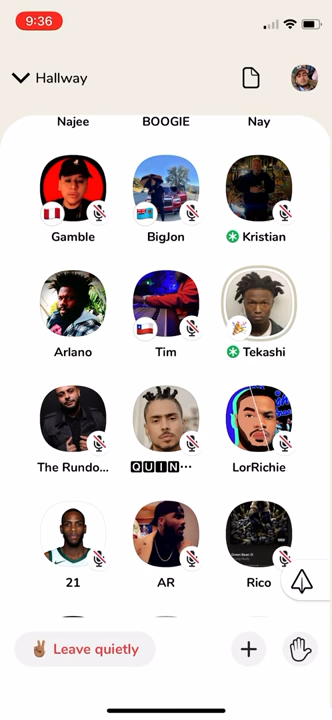 9:36
Hallway
Najee BOOGIE Nay
Gamble BigJon Kristian
Arlano Tim Tekashi
The Rundo... 🆀🆄🅸🅽... LorRichie
21 AR Rico
Leave quietly